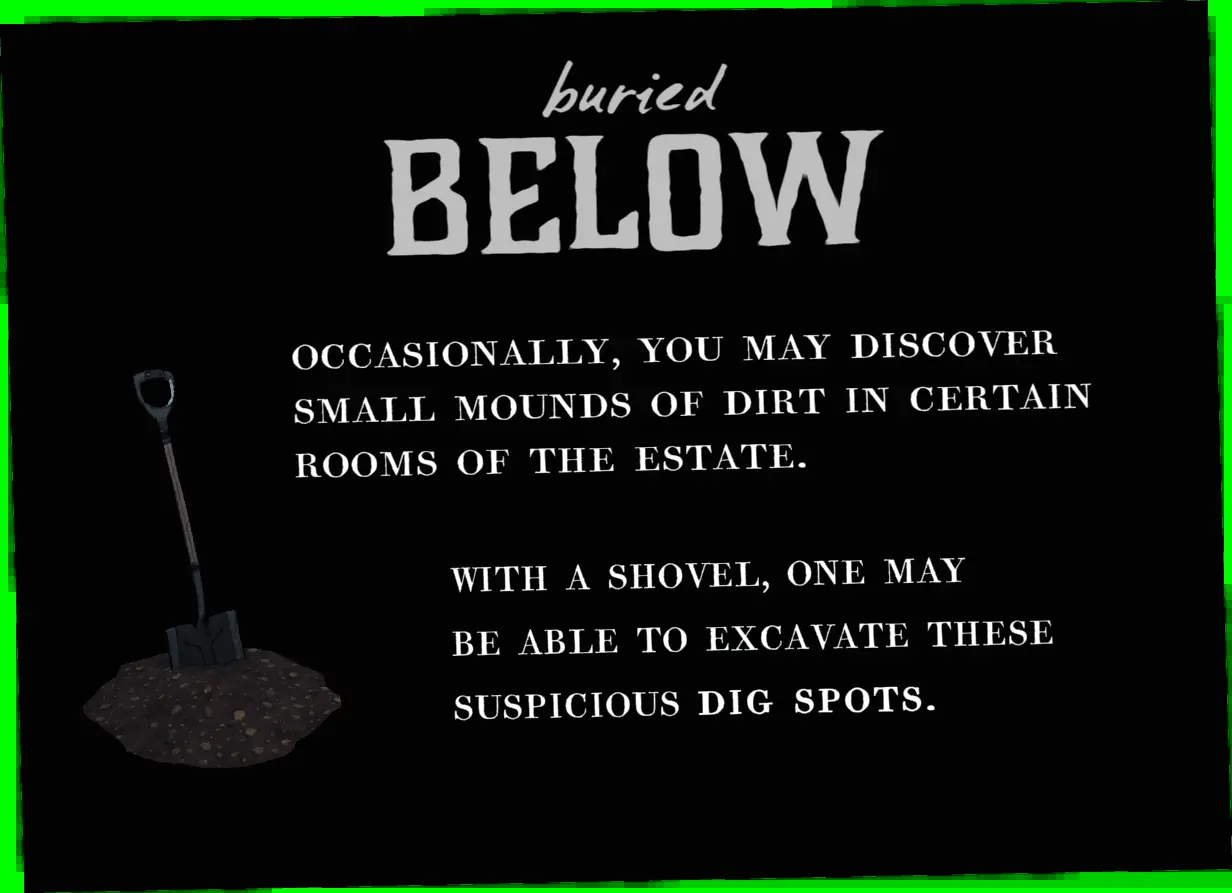 buried
BELOW
OCCASIONALLY, YOU MAY DISCOVER
SMALL MOUNDS OF DIRT IN CERTAIN
ROOMS OF THE ESTATE.
WITH A SHOVEL, ONE MAY
BE ABLE TO EXCAVATE THESE
SUSPICIOUS DIG SPOTS.